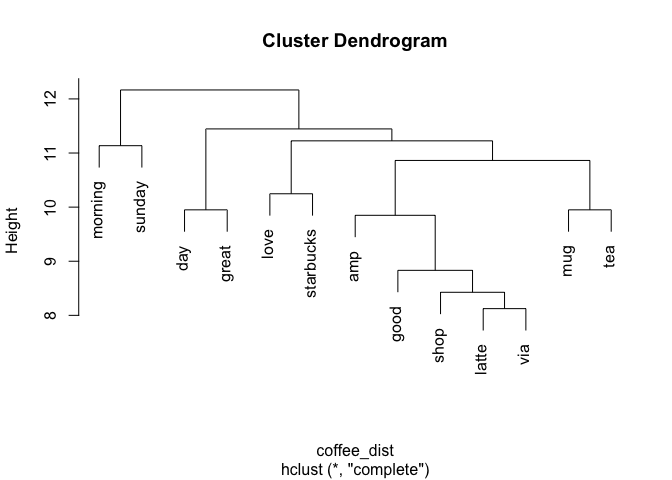 Cluster Dendrogram
Height
12
11
10
9
8
morning
sunday
day
great
love
starbucks
amp
good
shop
latte
via
mug
tea
coffee_dist
hclust (*, "complete")